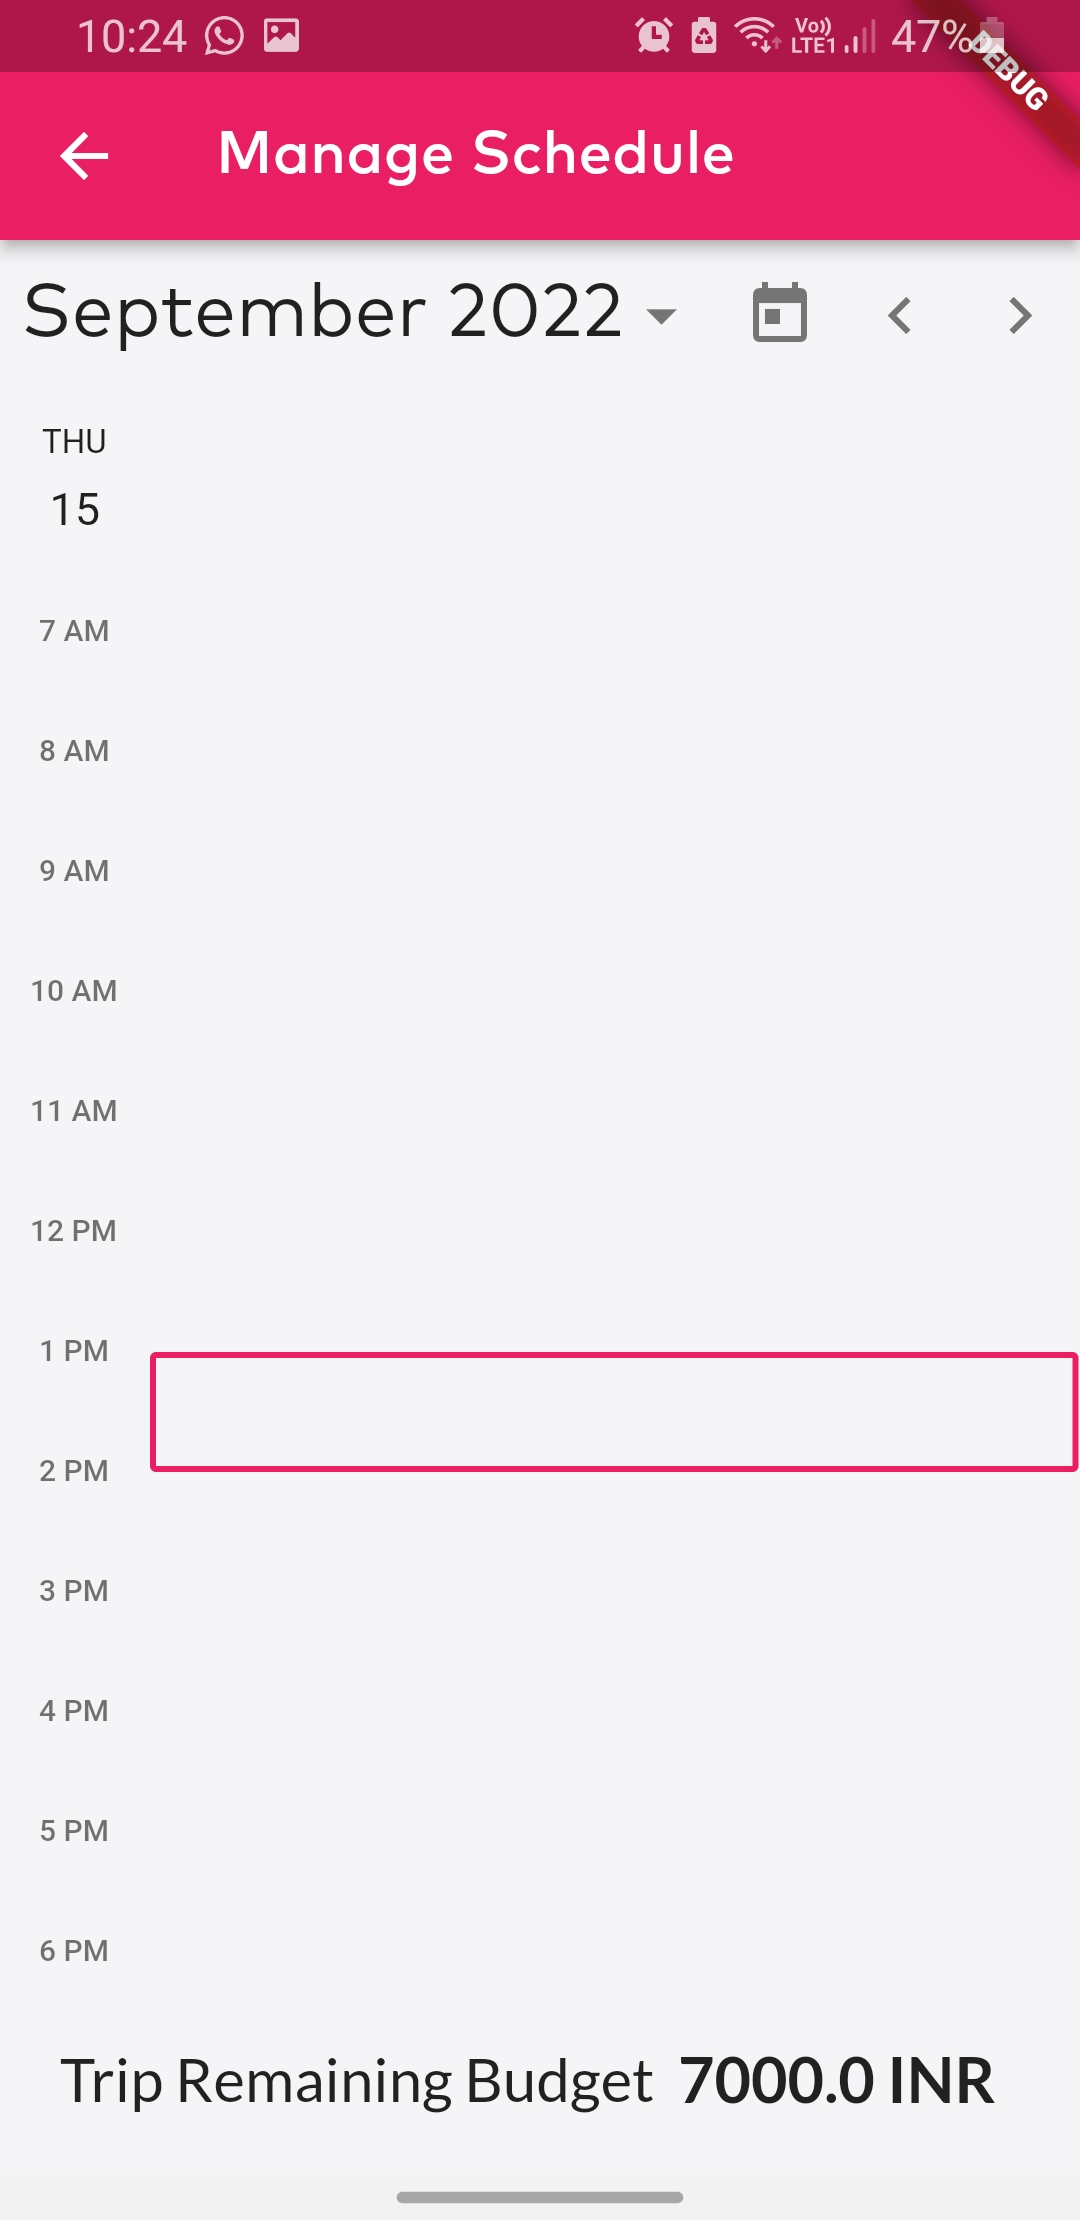 10:24 Vo)) LTE1 47%
DEBUG
Manage Schedule
September 2022
THU
15
7 AM
8 AM
9 AM
10 AM
11 AM
12 PM
1 PM
2 PM
3 PM
4 PM
5 PM
6 PM
Trip Remaining Budget 7000.0 INR